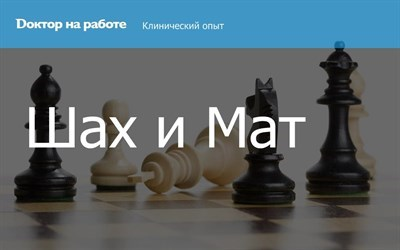 Доктор на работе
Клинический опыт
Шах и Мат